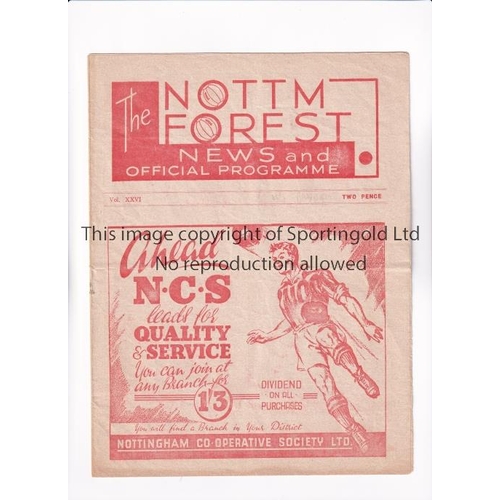 The
NOTTM
FOREST
NEWS and
OFFICIAL PROGRAMME
Vol. XXVI
TWO PENCE
This image copyright of Sportingold Ltd
No reproduction allowed
Ahead
N·C·S
leads for
QUALITY
& SERVICE
You can join at
any Branch for
1/3
DIVIDEND
ON ALL
PURCHASES
You will find a Branch in Your District
NOTTINGHAM CO-OPERATIVE SOCIETY LTD